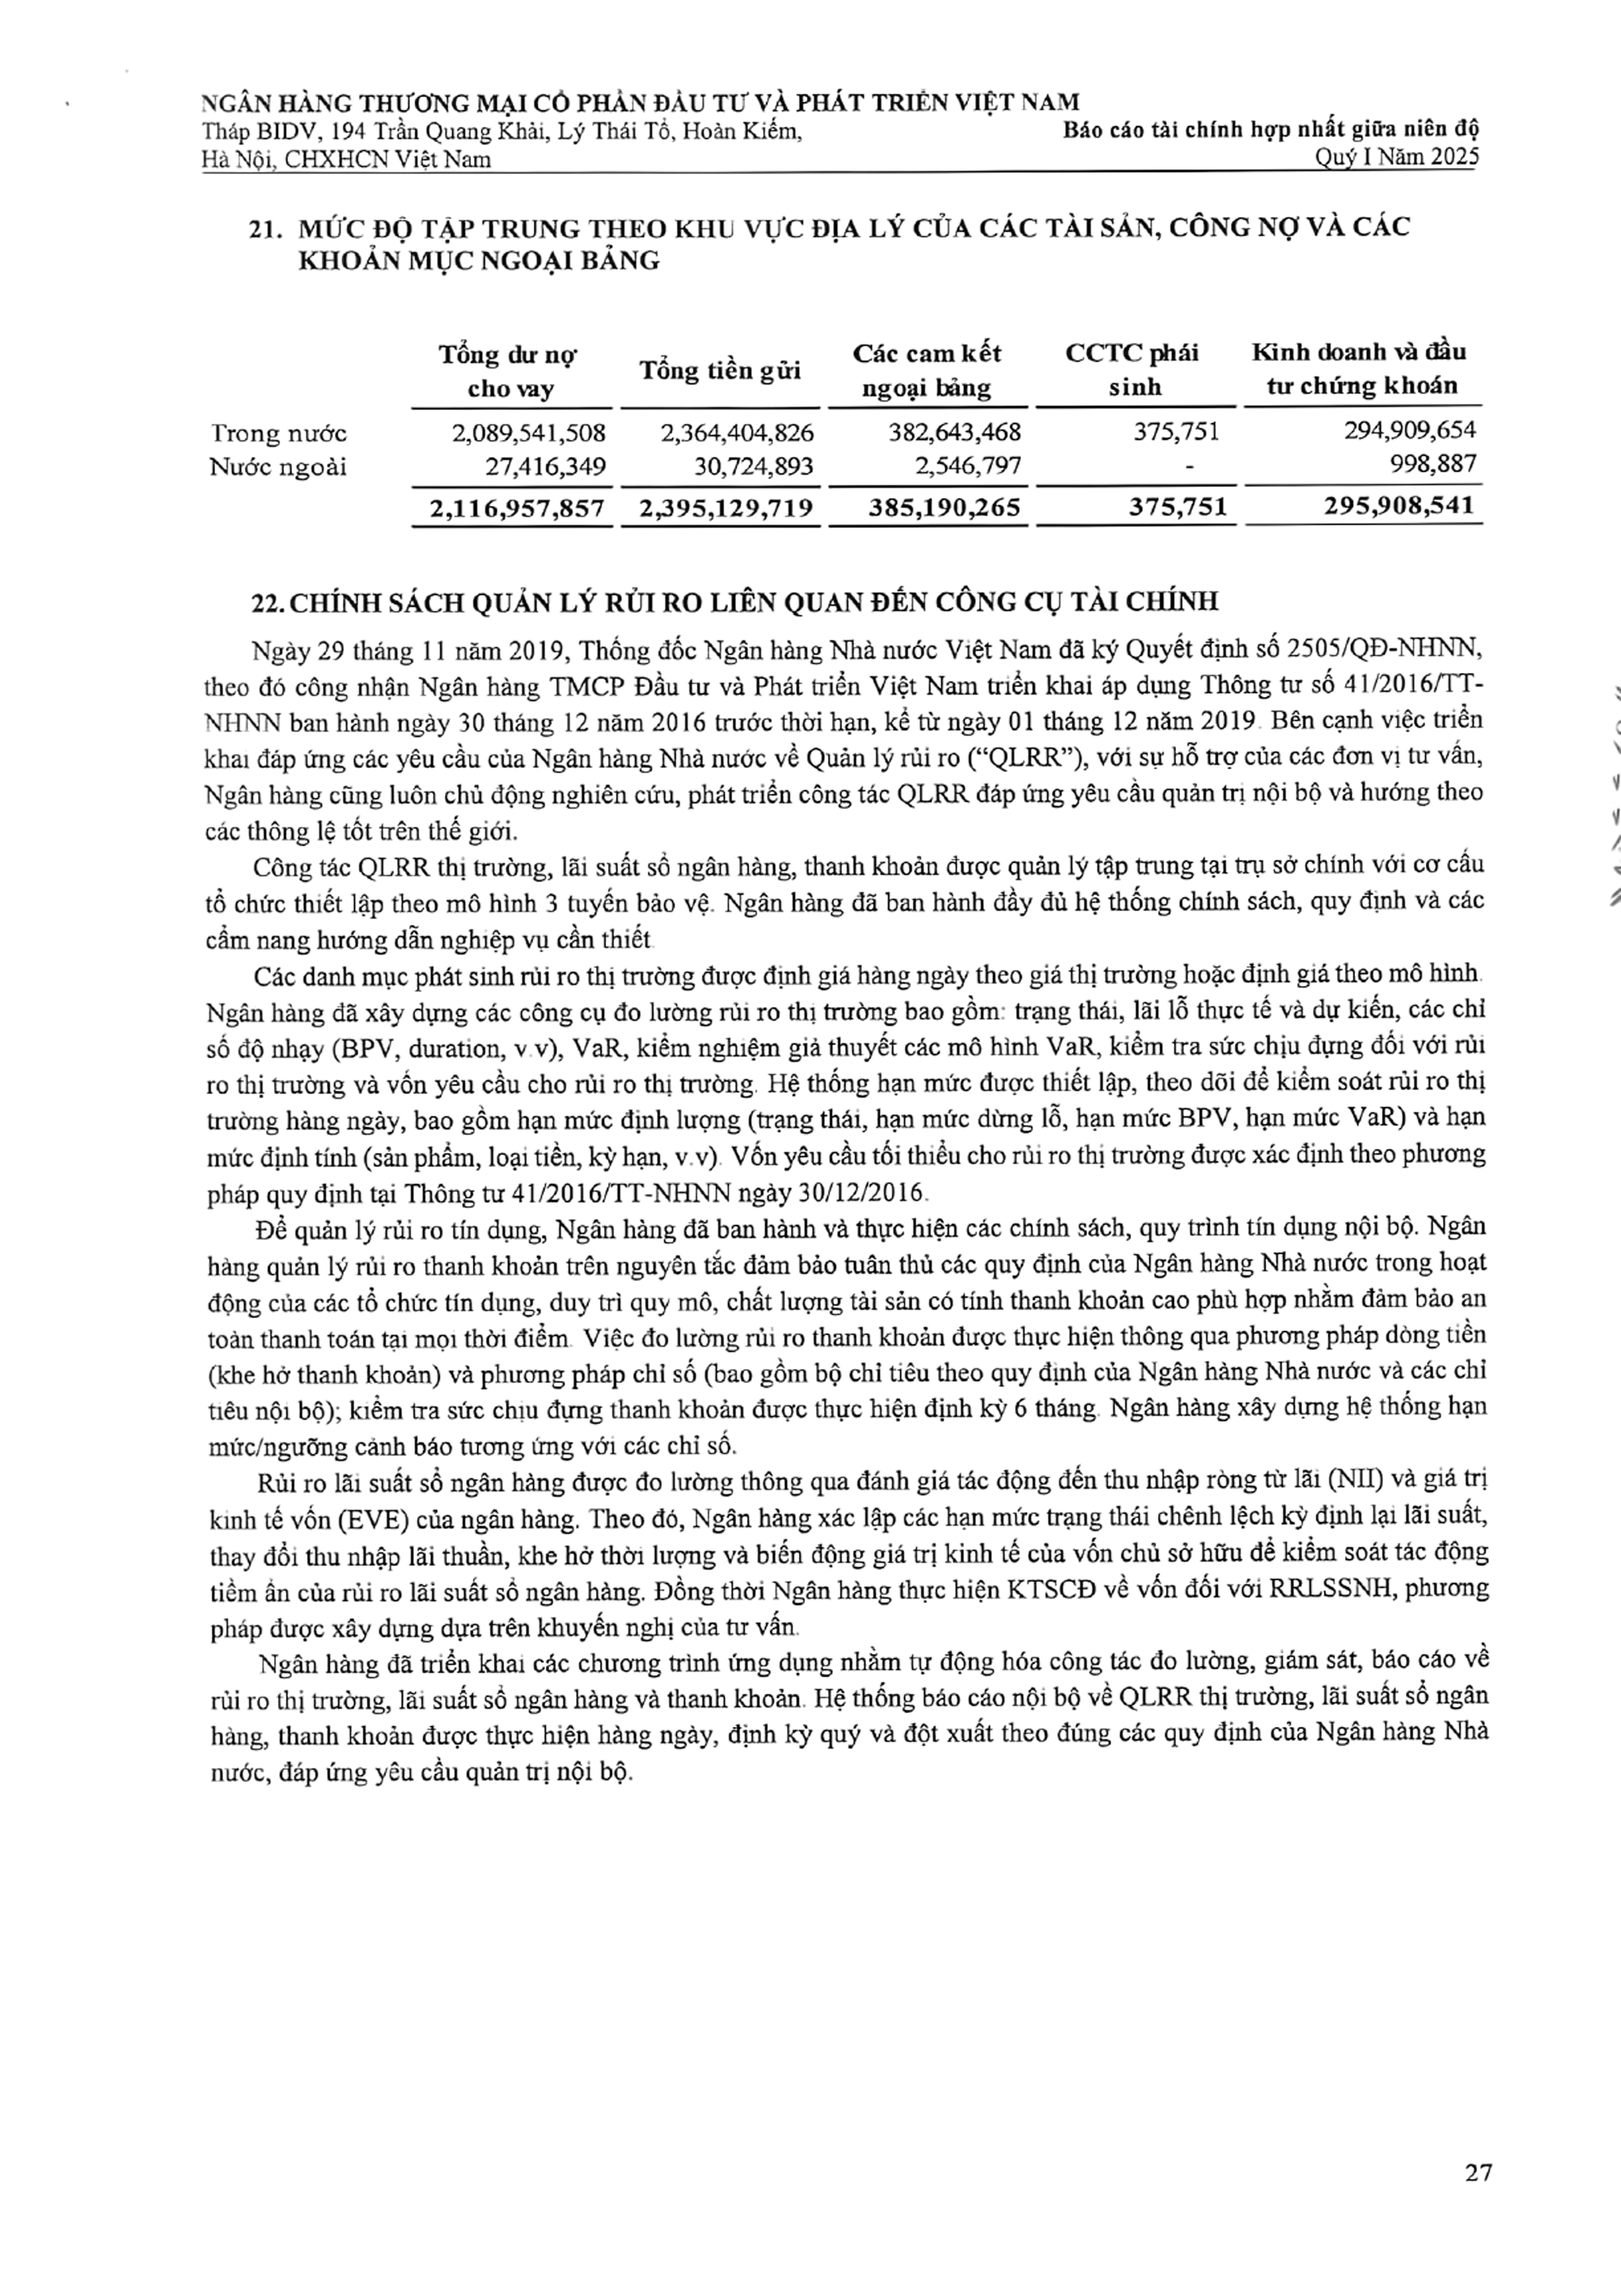 NGÂN HÀNG THƯƠNG MẠI CỔ PHẦN ĐẦU TƯ VÀ PHÁT TRIỂN VIỆT NAM
Tháp BIDV, 194 Trần Quang Khải, Lý Thái Tổ, Hoàn Kiếm,
Báo cáo tài chính hợp nhất giữa niên độ
Hà Nội, CHXHCN Việt Nam
Quý I Năm 2025
21. MỨC ĐỘ TẬP TRUNG THEO KHU VỰC ĐỊA LÝ CỦA CÁC TÀI SẢN, CÔNG NỢ VÀ CÁC
KHOẢN MỤC NGOẠI BẢNG
Tổng dư nợ cho vay | Tổng tiền gửi | Các cam kết ngoại bảng | CCTC phái sinh | Kinh doanh và đầu tư chứng khoán
Trong nước 2,089,541,508 2,364,404,826 382,643,468 375,751 294,909,654
Nước ngoài 27,416,349 30,724,893 2,546,797 - 998,887
2,116,957,857 2,395,129,719 385,190,265 375,751 295,908,541
22. CHÍNH SÁCH QUẢN LÝ RỦI RO LIÊN QUAN ĐẾN CÔNG CỤ TÀI CHÍNH
Ngày 29 tháng 11 năm 2019, Thống đốc Ngân hàng Nhà nước Việt Nam đã ký Quyết định số 2505/QĐ-NHNN,
theo đó công nhận Ngân hàng TMCP Đầu tư và Phát triển Việt Nam triển khai áp dụng Thông tư số 41/2016/TT-
NHNN ban hành ngày 30 tháng 12 năm 2016 trước thời hạn, kể từ ngày 01 tháng 12 năm 2019. Bên cạnh việc triển
khai đáp ứng các yêu cầu của Ngân hàng Nhà nước về Quản lý rủi ro (“QLRR”), với sự hỗ trợ của các đơn vị tư vấn,
Ngân hàng cũng luôn chủ động nghiên cứu, phát triển công tác QLRR đáp ứng yêu cầu quản trị nội bộ và hướng theo
các thông lệ tốt trên thế giới.
Công tác QLRR thị trường, lãi suất sổ ngân hàng, thanh khoản được quản lý tập trung tại trụ sở chính với cơ cấu
tổ chức thiết lập theo mô hình 3 tuyến bảo vệ. Ngân hàng đã ban hành đầy đủ hệ thống chính sách, quy định và các
cẩm nang hướng dẫn nghiệp vụ cần thiết.
Các danh mục phát sinh rủi ro thị trường được định giá hàng ngày theo giá thị trường hoặc định giá theo mô hình.
Ngân hàng đã xây dựng các công cụ đo lường rủi ro thị trường bao gồm: trạng thái, lãi lỗ thực tế và dự kiến, các chỉ
số độ nhạy (BPV, duration, v.v), VaR, kiểm nghiệm giả thuyết các mô hình VaR, kiểm tra sức chịu đựng đối với rủi
ro thị trường và vốn yêu cầu cho rủi ro thị trường. Hệ thống hạn mức được thiết lập, theo dõi để kiểm soát rủi ro thị
trường hàng ngày, bao gồm hạn mức định lượng (trạng thái, hạn mức dừng lỗ, hạn mức BPV, hạn mức VaR) và hạn
mức định tính (sản phẩm, loại tiền, kỳ hạn, v.v). Vốn yêu cầu tối thiểu cho rủi ro thị trường được xác định theo phương
pháp quy định tại Thông tư 41/2016/TT-NHNN ngày 30/12/2016.
Để quản lý rủi ro tín dụng, Ngân hàng đã ban hành và thực hiện các chính sách, quy trình tín dụng nội bộ. Ngân
hàng quản lý rủi ro thanh khoản trên nguyên tắc đảm bảo tuân thủ các quy định của Ngân hàng Nhà nước trong hoạt
động của các tổ chức tín dụng, duy trì quy mô, chất lượng tài sản có tính thanh khoản cao phù hợp nhằm đảm bảo an
toàn thanh toán tại mọi thời điểm. Việc đo lường rủi ro thanh khoản được thực hiện thông qua phương pháp dòng tiền
(khe hở thanh khoản) và phương pháp chỉ số (bao gồm bộ chỉ tiêu theo quy định của Ngân hàng Nhà nước và các chỉ
tiêu nội bộ); kiểm tra sức chịu đựng thanh khoản được thực hiện định kỳ 6 tháng. Ngân hàng xây dựng hệ thống hạn
mức/ngưỡng cảnh báo tương ứng với các chỉ số.
Rủi ro lãi suất sổ ngân hàng được đo lường thông qua đánh giá tác động đến thu nhập ròng từ lãi (NII) và giá trị
kinh tế vốn (EVE) của ngân hàng. Theo đó, Ngân hàng xác lập các hạn mức trạng thái chênh lệch kỳ định lại lãi suất,
thay đổi thu nhập lãi thuần, khe hở thời lượng và biến động giá trị kinh tế của vốn chủ sở hữu để kiểm soát tác động
tiềm ẩn của rủi ro lãi suất sổ ngân hàng. Đồng thời Ngân hàng thực hiện KTSCĐ về vốn đối với RRLSSNH, phương
pháp được xây dựng dựa trên khuyến nghị của tư vấn.
Ngân hàng đã triển khai các chương trình ứng dụng nhằm tự động hóa công tác đo lường, giám sát, báo cáo về
rủi ro thị trường, lãi suất sổ ngân hàng và thanh khoản. Hệ thống báo cáo nội bộ về QLRR thị trường, lãi suất sổ ngân
hàng, thanh khoản được thực hiện hàng ngày, định kỳ quý và đột xuất theo đúng các quy định của Ngân hàng Nhà
nước, đáp ứng yêu cầu quản trị nội bộ.
27